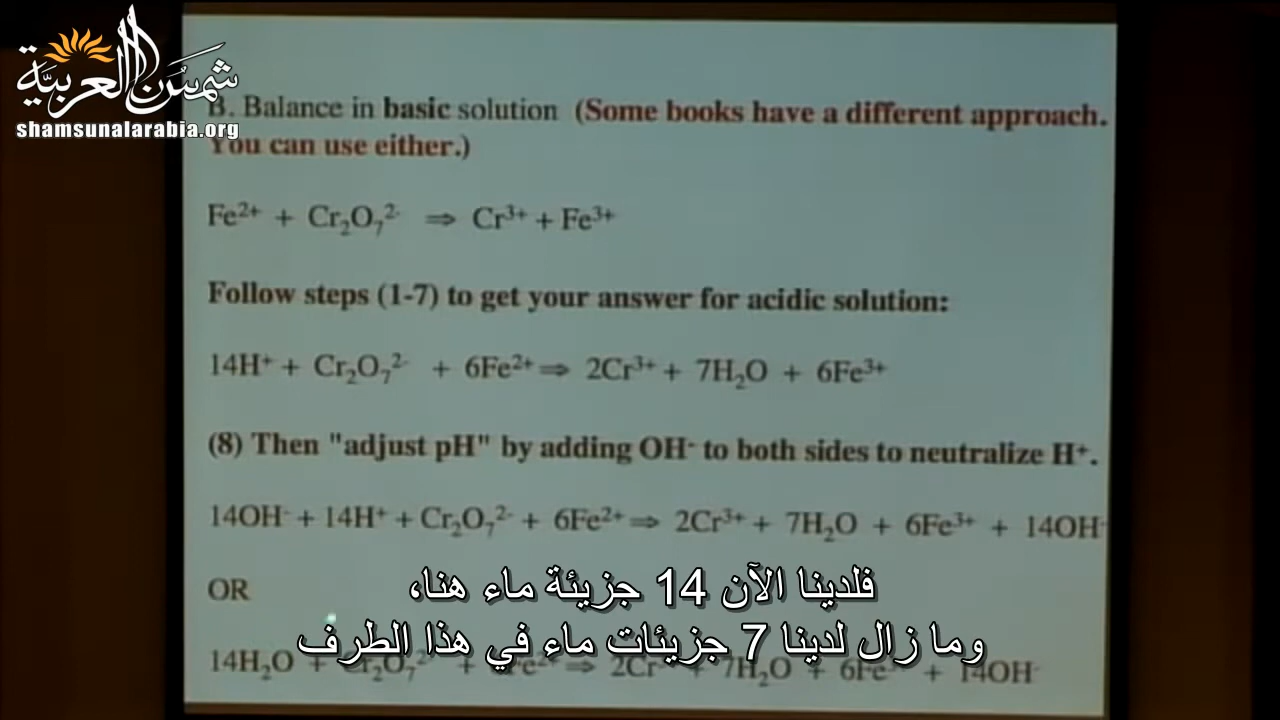 شمس العربية
shamsunalarabia.org
B. Balance in basic solution (Some books have a different approach.
You can use either.)
Fe²⁺ + Cr₂O₇²⁻ ⇒ Cr³⁺ + Fe³⁺
Follow steps (1-7) to get your answer for acidic solution:
14H⁺ + Cr₂O₇²⁻ + 6Fe²⁺ ⇒ 2Cr³⁺ + 7H₂O + 6Fe³⁺
(8) Then "adjust pH" by adding OH⁻ to both sides to neutralize H⁺.
14OH⁻ + 14H⁺ + Cr₂O₇²⁻ + 6Fe²⁺ ⇒ 2Cr³⁺ + 7H₂O + 6Fe³⁺ + 14OH⁻
OR
فلدينا الآن 14 جزيئة ماء هنا،
وما زال لدينا 7 جزيئات ماء في هذا الطرف
14H₂O + Cr₂O₇²⁻ + 6Fe²⁺ ⇒ 2Cr³⁺ + 7H₂O + 6Fe³⁺ + 14OH⁻